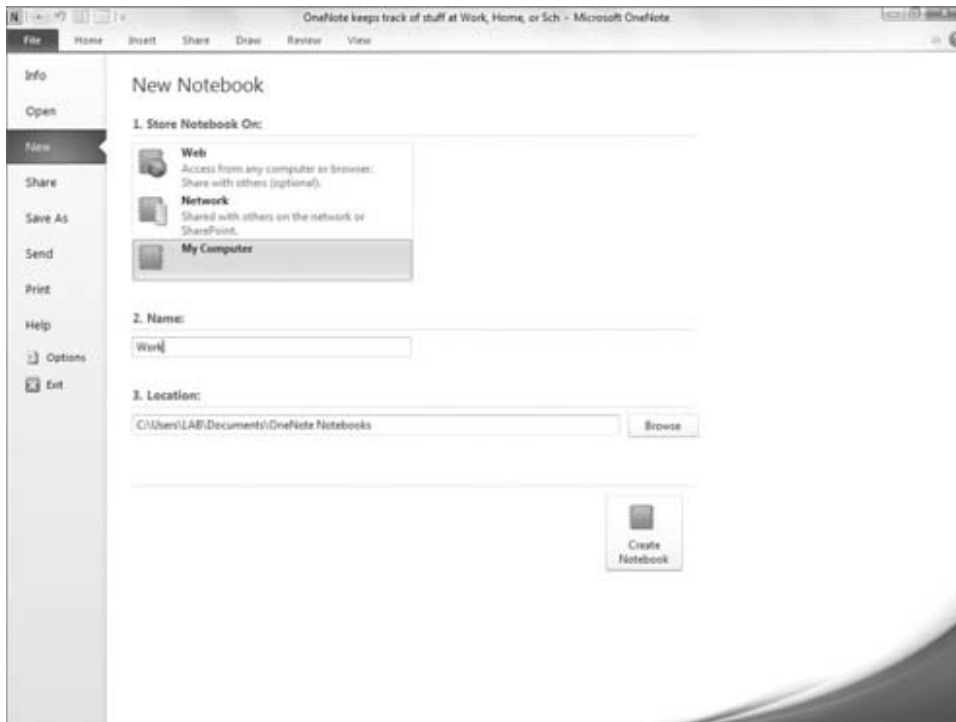 OneNote keeps track of stuff at Work, Home, or Sch - Microsoft OneNote
File Home Insert Share Draw Review View
Info
Open
New
Share
Save As
Send
Print
Help
Options
Exit
New Notebook
1. Store Notebook On:
Web
Access from any computer or browser.
Share with others (optional).
Network
Shared with others on the network or
SharePoint.
My Computer
2. Name:
Work
3. Location:
C:\Users\LAB\Documents\OneNote Notebooks
Browse
Create
Notebook